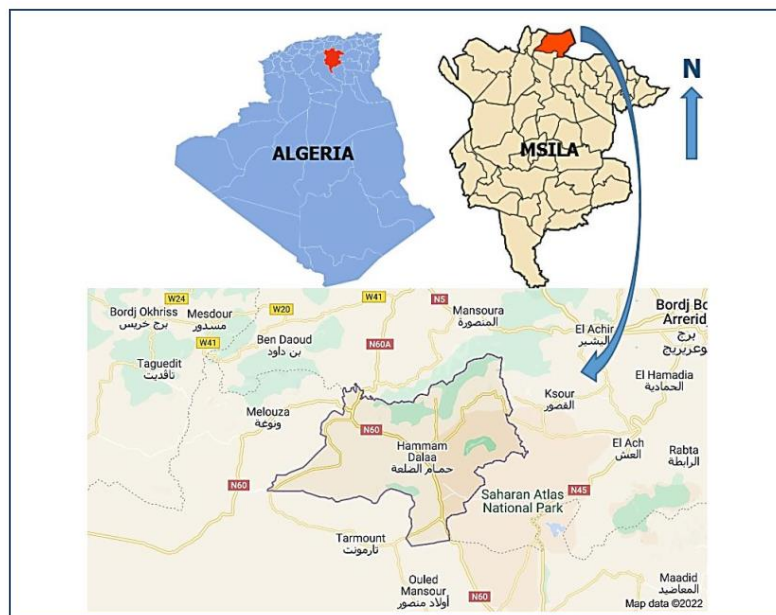 ALGERIA
MSILA
N
W24
Bordj Okhriss
برج خريس
Mesdour
مسدور
W41
Taguedit
تاقديت
W20
Ben Daoud
بن داود
W41
N60A
N5
Mansoura
المنصورة
El Achir
اليشير
Bordj Bo
Arrerid
برج
بوعريريج
El Hamadia
الحمادية
Ksour
القصور
Melouza
ونوغة
N60
Hammam
Dalaa
حمام الضلعة
El Ach
العش
Rabta
الرابطة
N60
Saharan Atlas
National Park
N45
Tarmount
تارمونت
Ouled
Mansour
أولاد منصور
N60
Maadid
المعاضيد
Map data ©2022